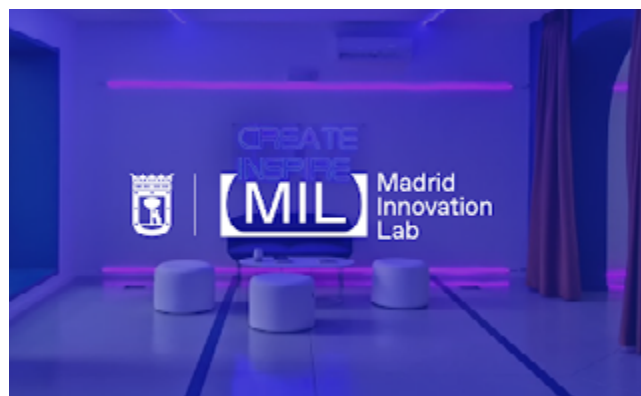 CREATE
INSPIRE
MIL
Madrid
Innovation
Lab